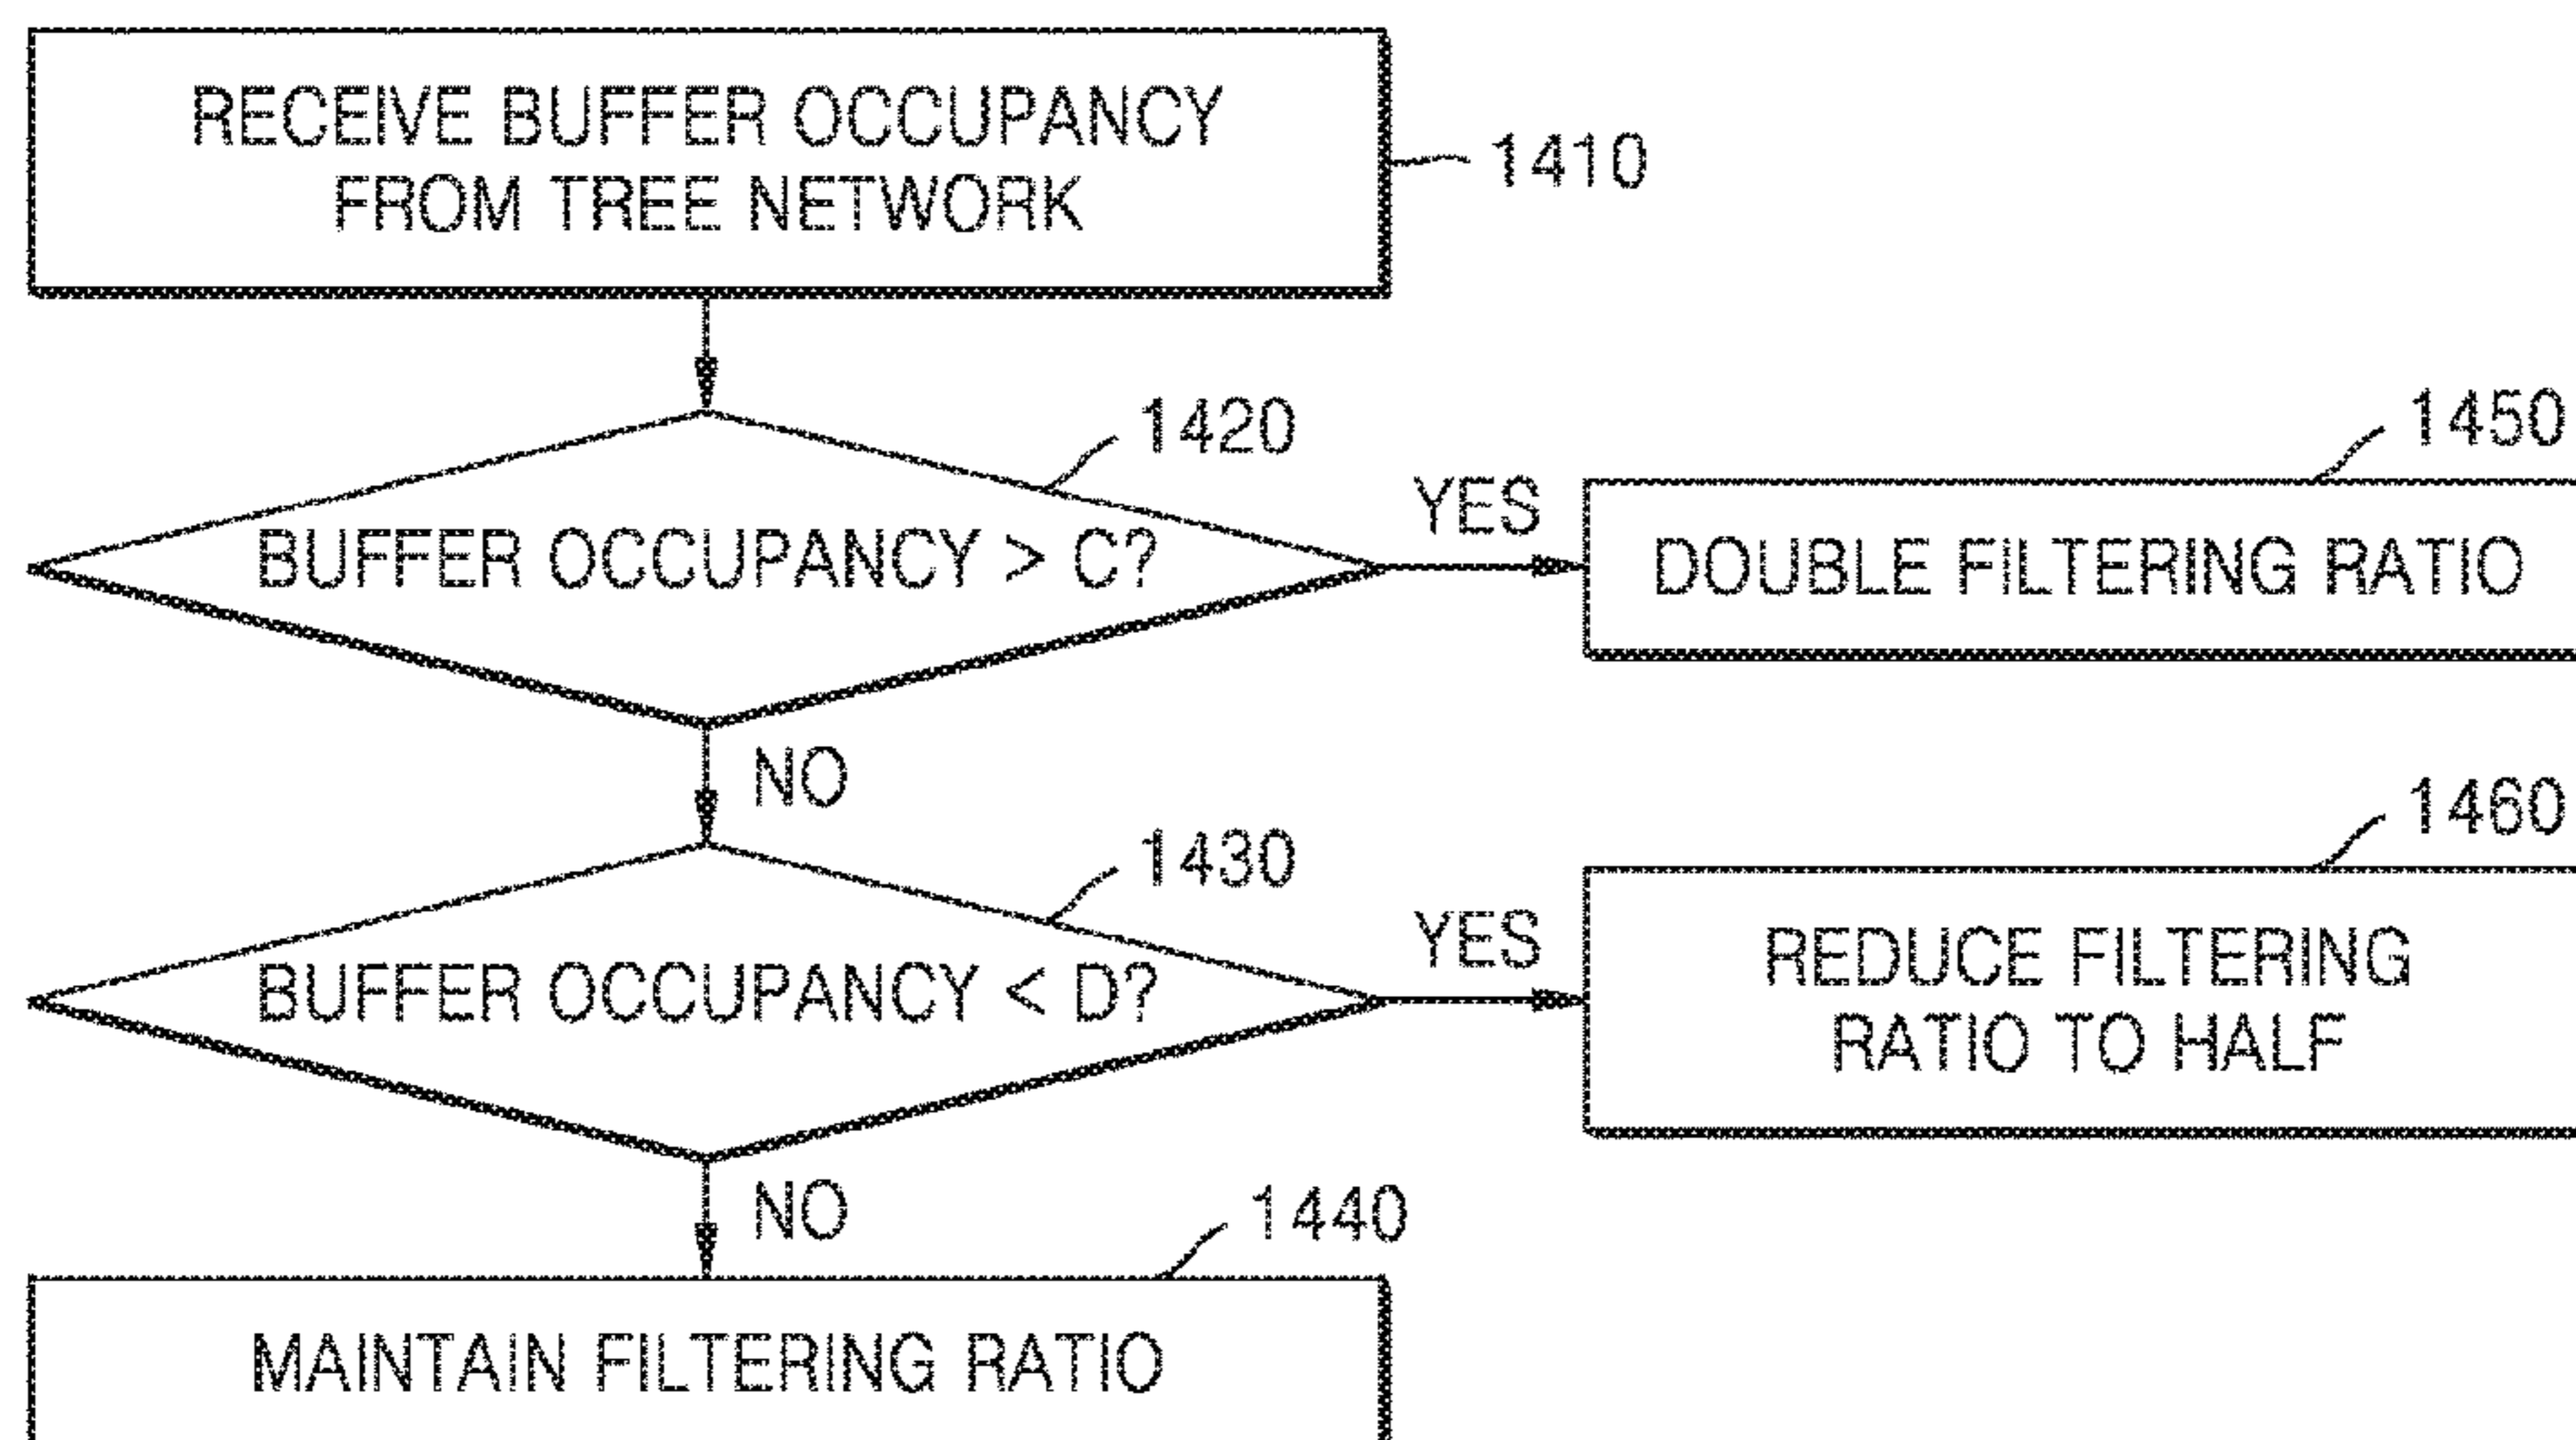 RECEIVE BUFFER OCCUPANCY
FROM TREE NETWORK
1410
1420
BUFFER OCCUPANCY > C?
YES
1450
DOUBLE FILTERING RATIO
NO
1430
BUFFER OCCUPANCY < D?
YES
1460
REDUCE FILTERING
RATIO TO HALF
NO
1440
MAINTAIN FILTERING RATIO